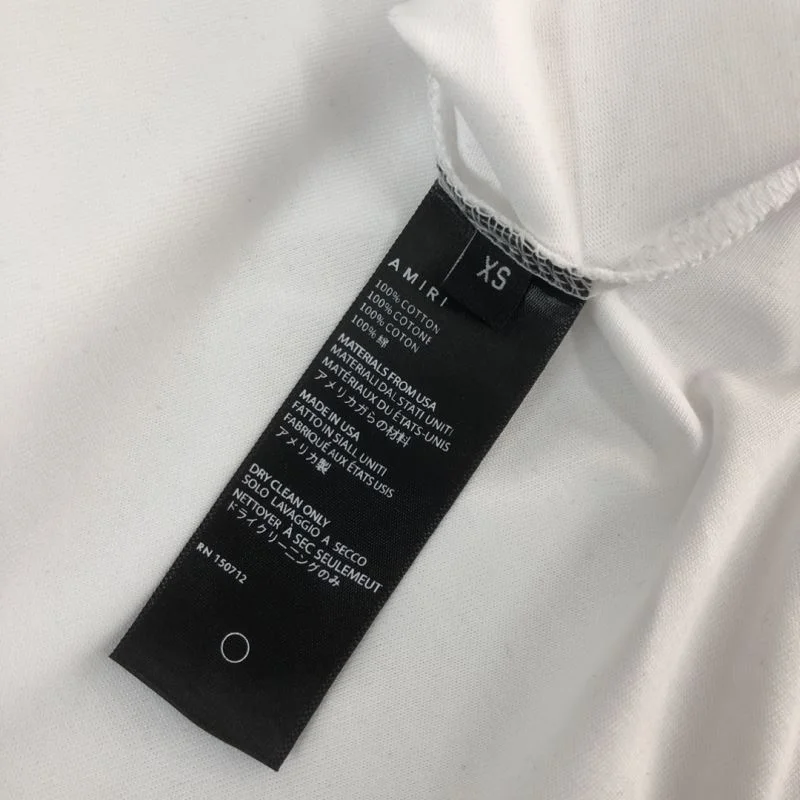 XS
AMIRI
100% COTTON
100% COTONE
100% COTON
100% 綿
MATERIALS FROM USA
MATERIALI DAL STATI UNITI
MATÉRIAUX DU ÉTATS-UNIS
アメリカガらの材料
MADE IN USA
FATTO IN SIALL UNITI
FABRIQUÉ AUX ÉTATS USIS
アメリカ製
DRY CLEAN ONLY
SOLO LAVAGGIO A SECCO
NETTOYER À SEC SEULEMEUT
ドライクリーニングのみ
RN 150712